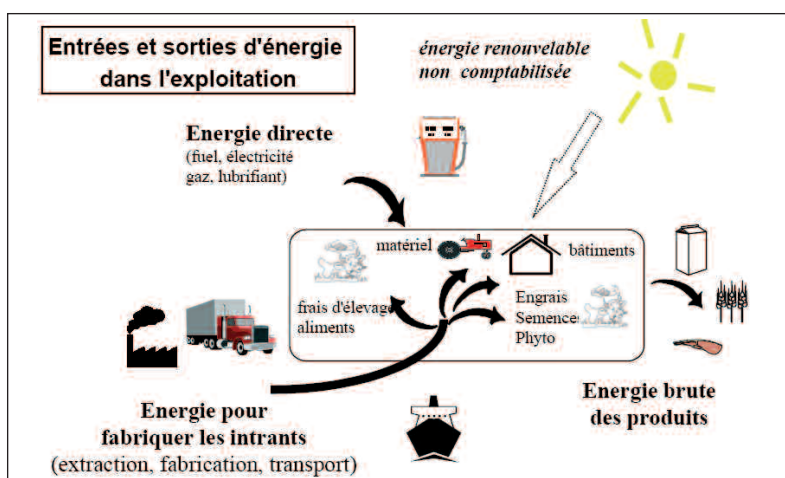 Entrées et sorties d'énergie
dans l'exploitation
énergie renouvelable
non comptabilisée
Energie directe
(fuel, électricité
gaz, lubrifiant)
matériel
bâtiments
frais d'élevage
aliments
Engrais
Semences
Phyto
Energie pour
fabriquer les intrants
(extraction, fabrication, transport)
Energie brute
des produits